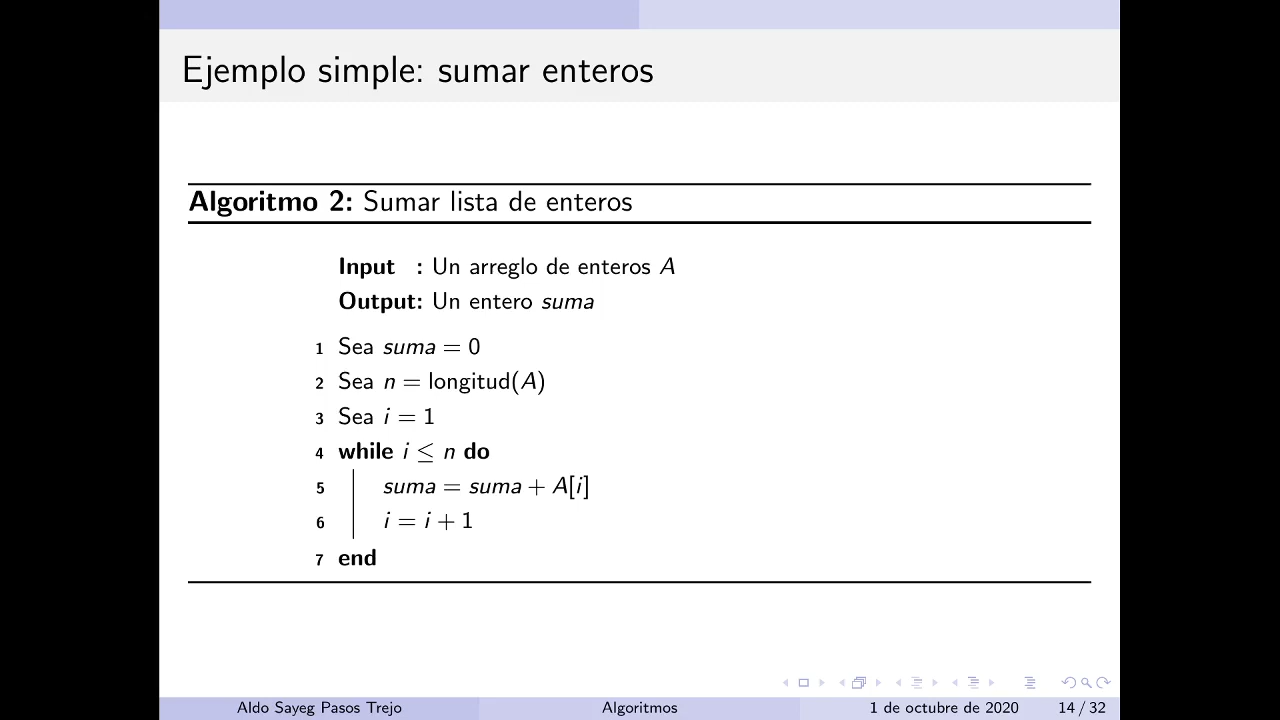 Ejemplo simple: sumar enteros
Algoritmo 2: Sumar lista de enteros
Input : Un arreglo de enteros A
Output: Un entero suma
1 Sea suma = 0
2 Sea n = longitud(A)
3 Sea i = 1
4 while i ≤ n do
5 suma = suma + A[i]
6 i = i + 1
7 end
Aldo Sayeg Pasos Trejo Algoritmos 1 de octubre de 2020 14 / 32